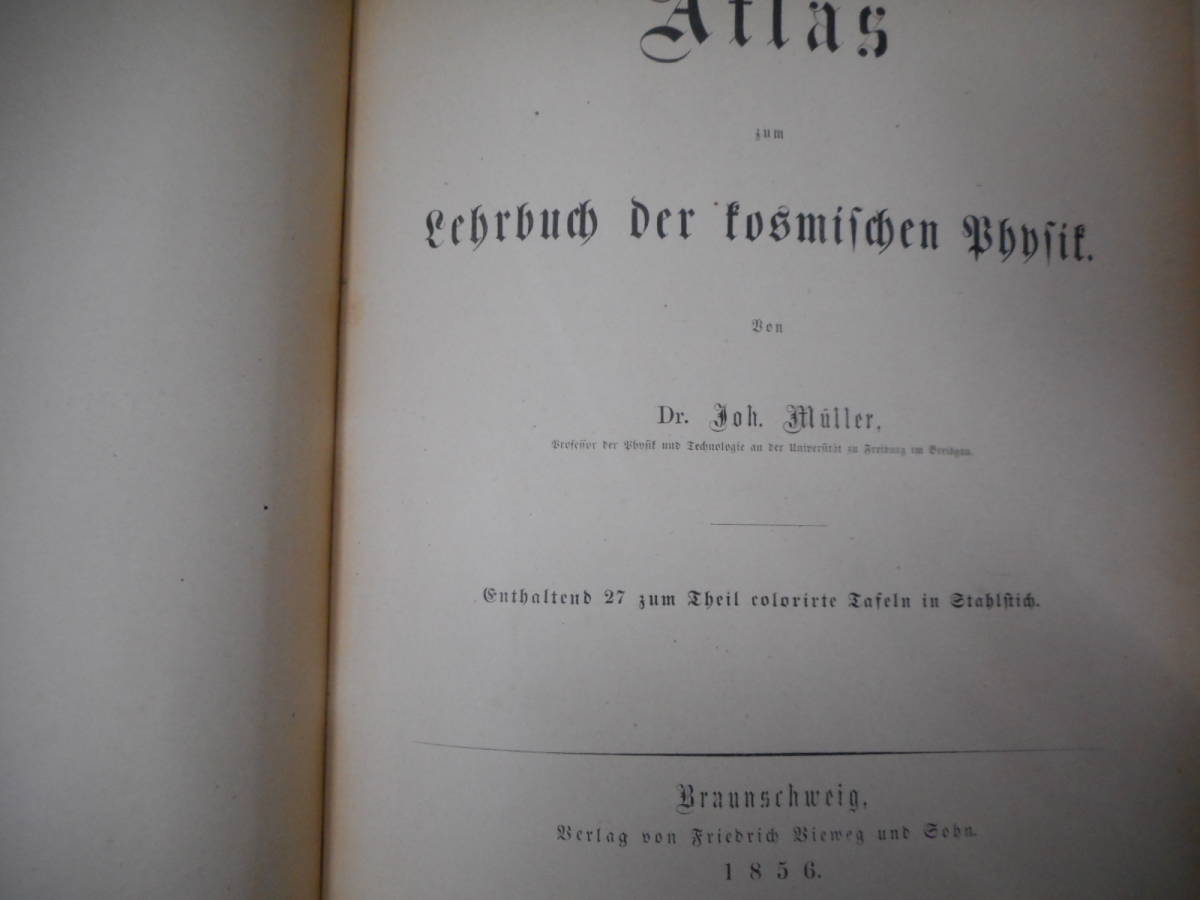 Atlas
zum
Lehrbuch der kosmischen Physik.
Von
Dr. Joh. Müller,
Professor der Physik und Technologie an der Universität zu Freiburg im Breisgau.
Enthaltend 27 zum Theil colorirte Tafeln in Stahlstich.
Braunschweig,
Verlag von Friedrich Vieweg und Sohn.
1856.